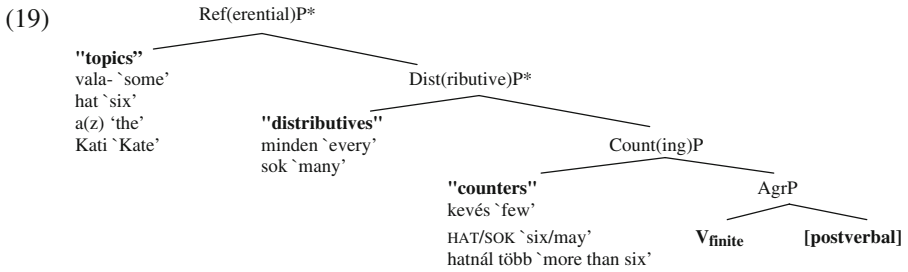 (19) Ref(erential)P*
"topics"
vala- `some'
hat `six'
a(z) ‘the’
Kati `Kate’
Dist(ributive)P*
"distributives"
minden `every’
sok `many’
Count(ing)P
"counters"
kevés `few’
HAT/SOK `six/may’
hatnál több `more than six’
AgrP
Vfinite [postverbal]